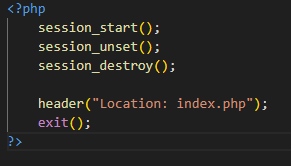 <?php
    session_start();
    session_unset();
    session_destroy();

    header("Location: index.php");
    exit();
?>